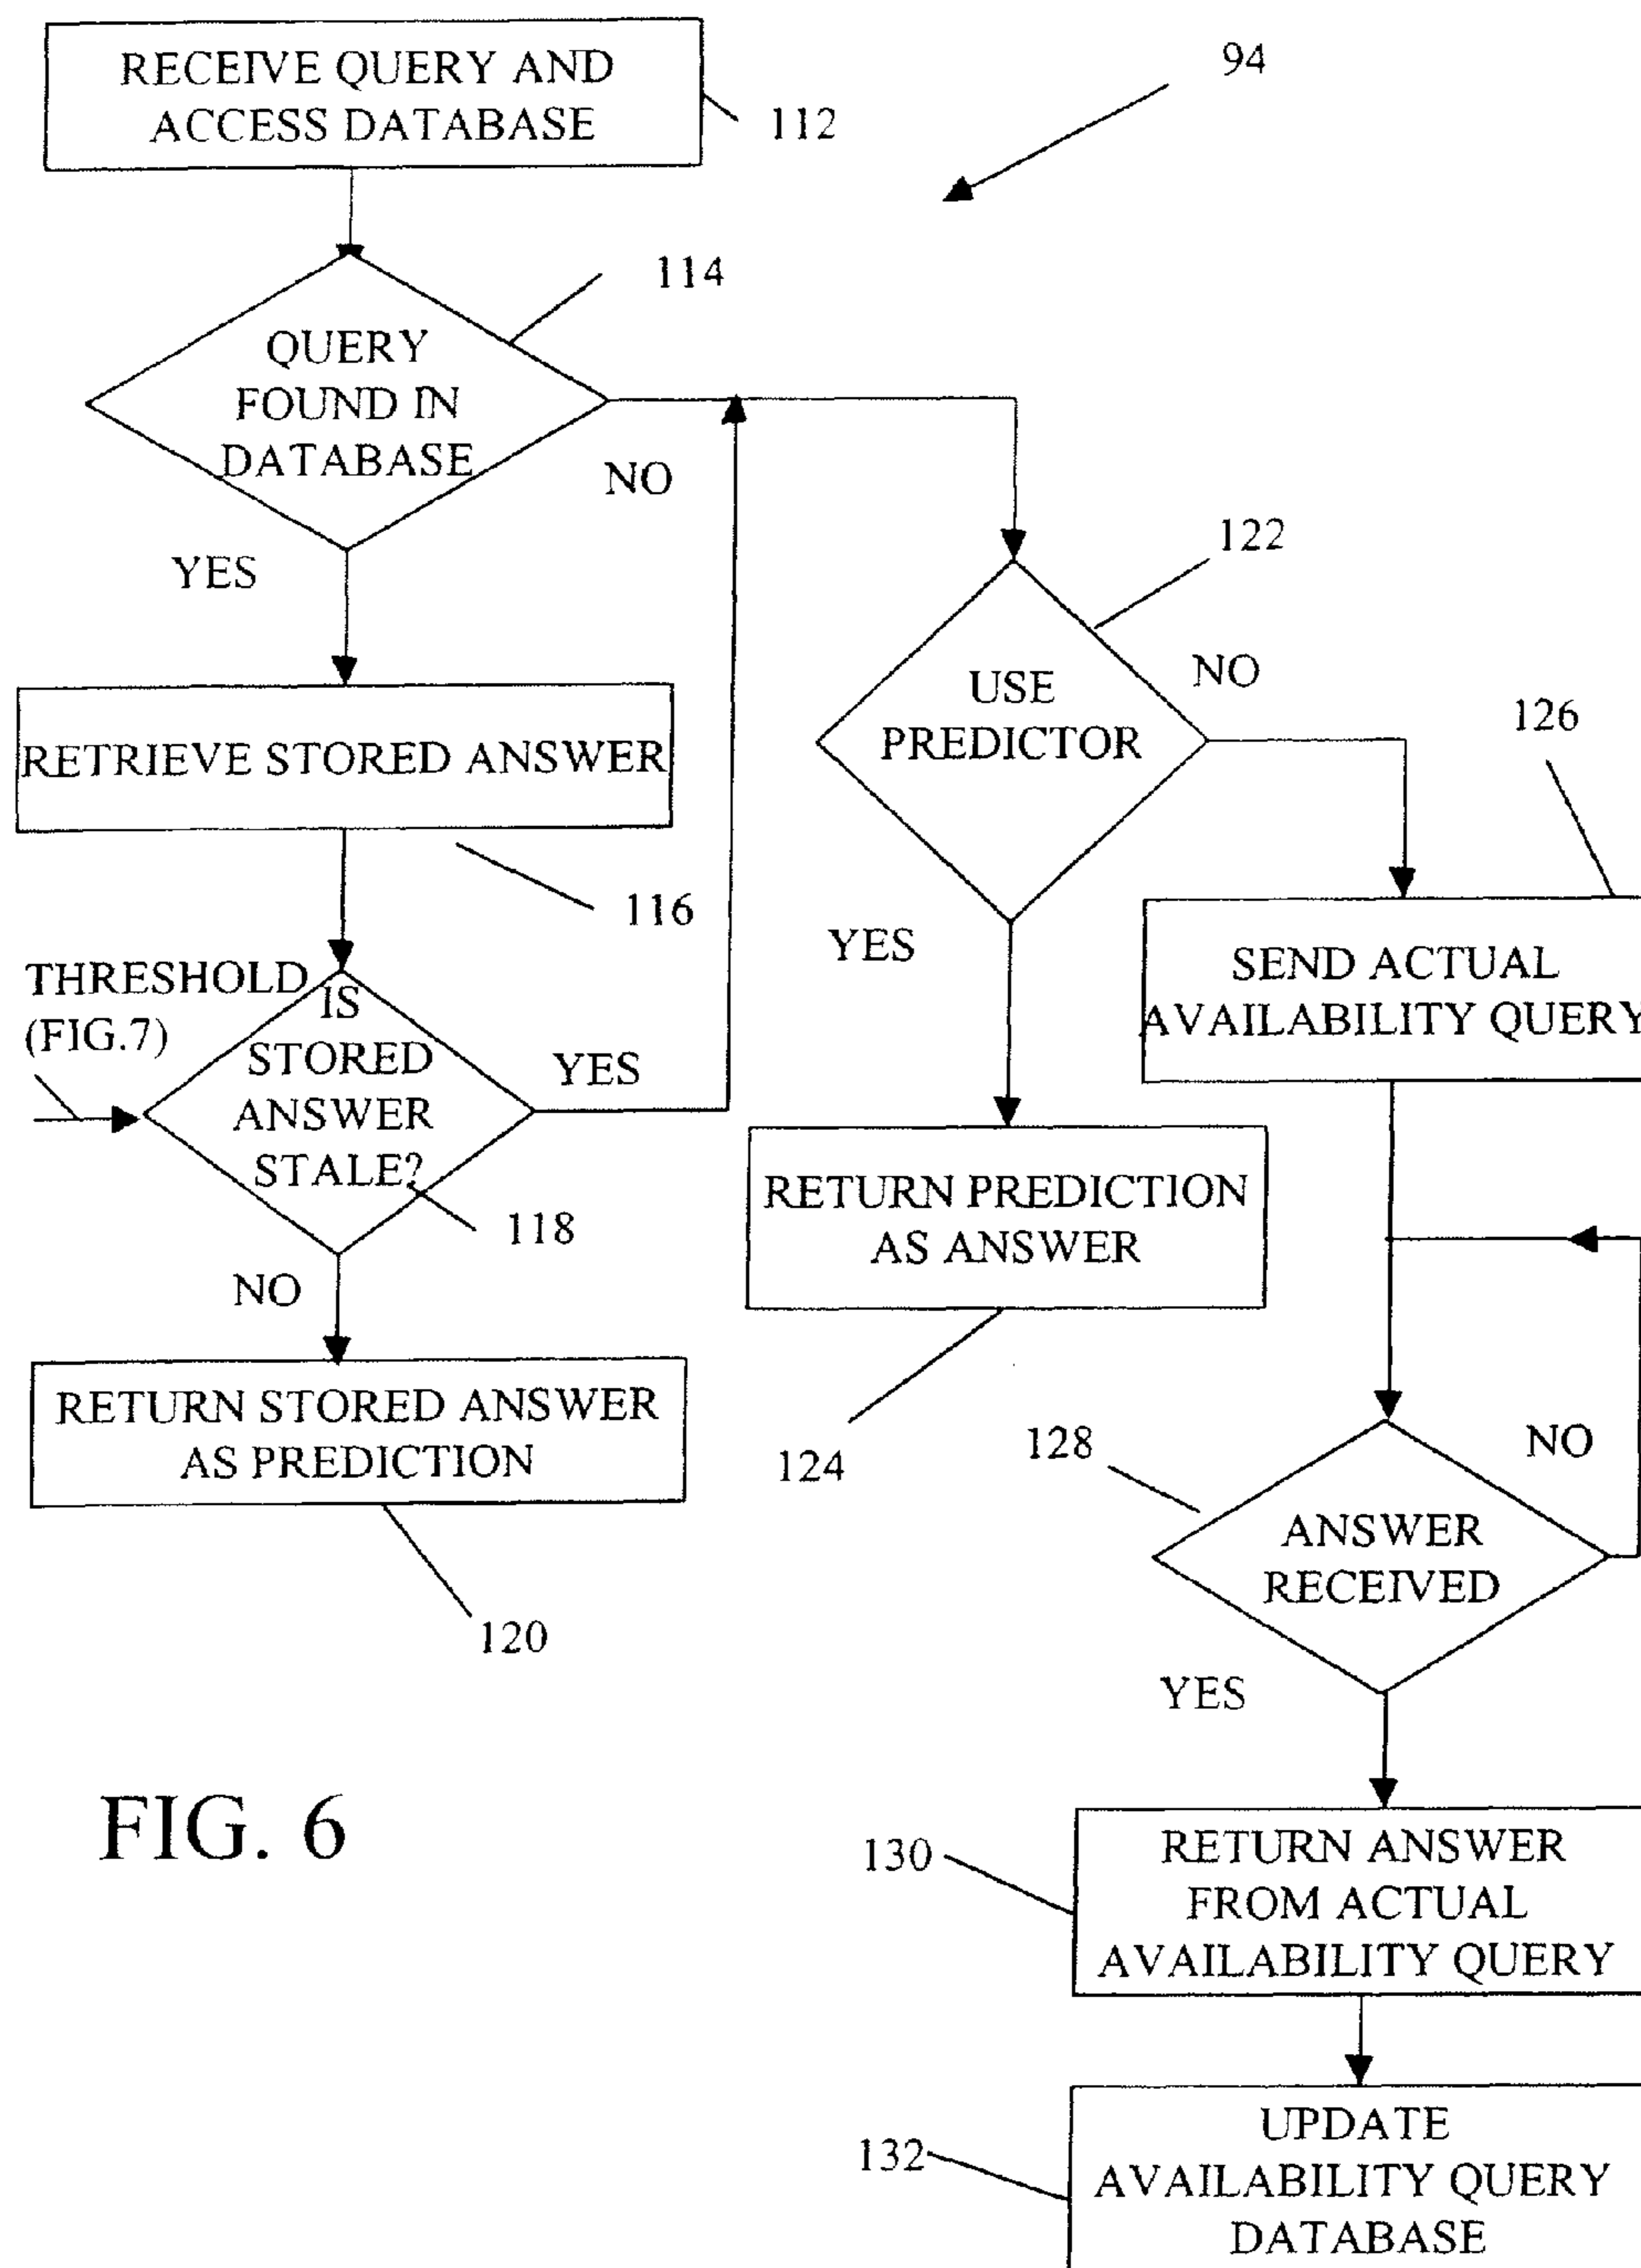 RECEIVE QUERY AND
ACCESS DATABASE
112
94
114
QUERY
FOUND IN
DATABASE
NO
YES
122
USE
PREDICTOR
NO
126
RETRIEVE STORED ANSWER
116
THRESHOLD
(FIG.7)
IS
STORED
ANSWER
STALE?
YES
118
NO
YES
SEND ACTUAL
AVAILABILITY QUERY
RETURN PREDICTION
AS ANSWER
124
RETURN STORED ANSWER
AS PREDICTION
120
128
NO
ANSWER
RECEIVED
YES
FIG. 6
130
RETURN ANSWER
FROM ACTUAL
AVAILABILITY QUERY
132
UPDATE
AVAILABILITY QUERY
DATABASE